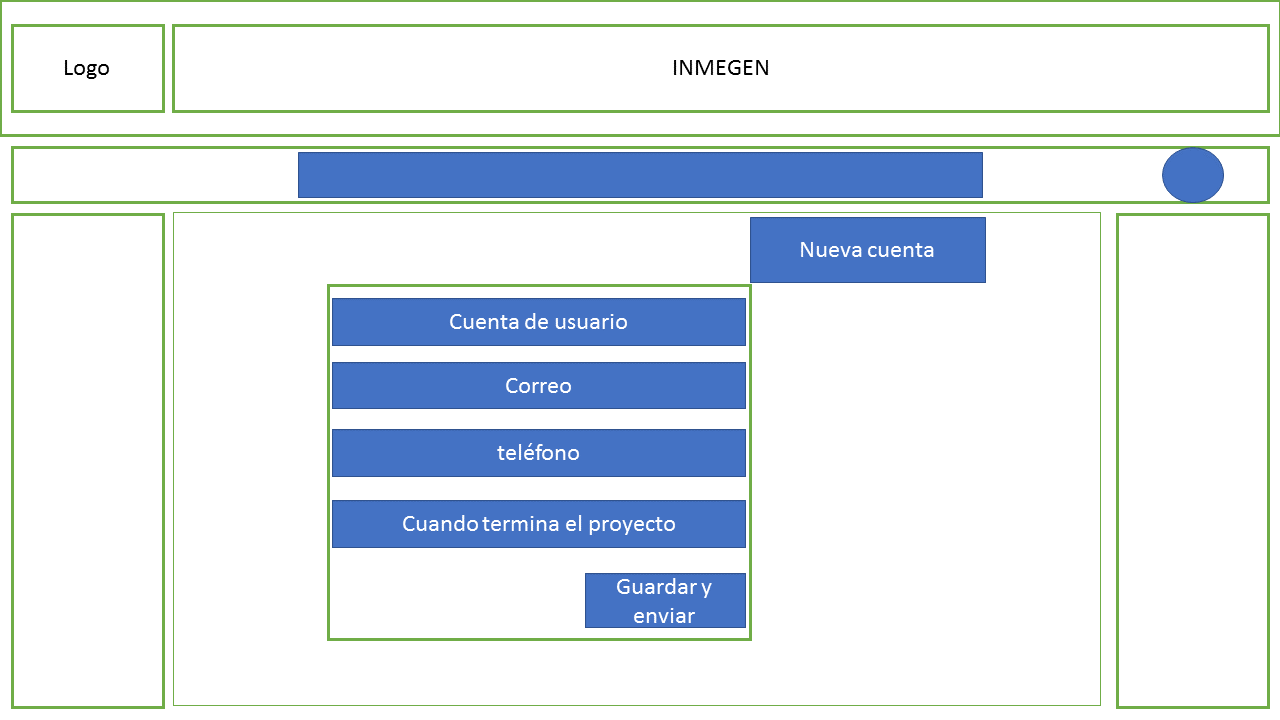 Logo
INMEGEN
Nueva cuenta
Cuenta de usuario
Correo
teléfono
Cuando termina el proyecto
Guardar y
enviar